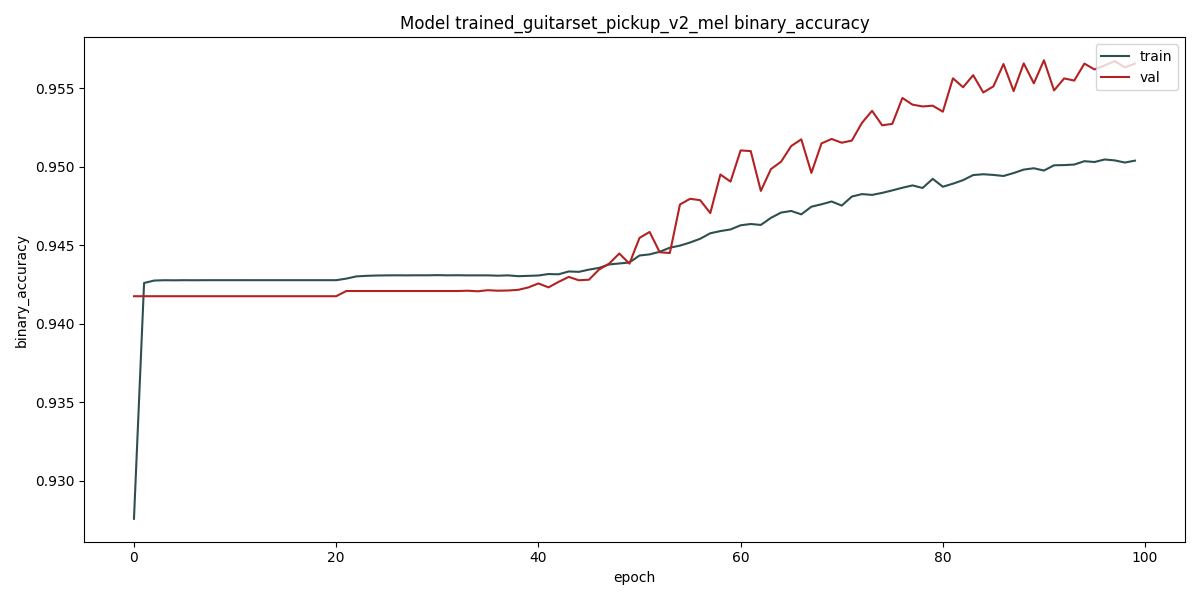 Model trained_guitarset_pickup_v2_mel binary_accuracy
train
val
binary_accuracy
0.955
0.950
0.945
0.940
0.935
0.930
0 20 40 60 80 100
epoch